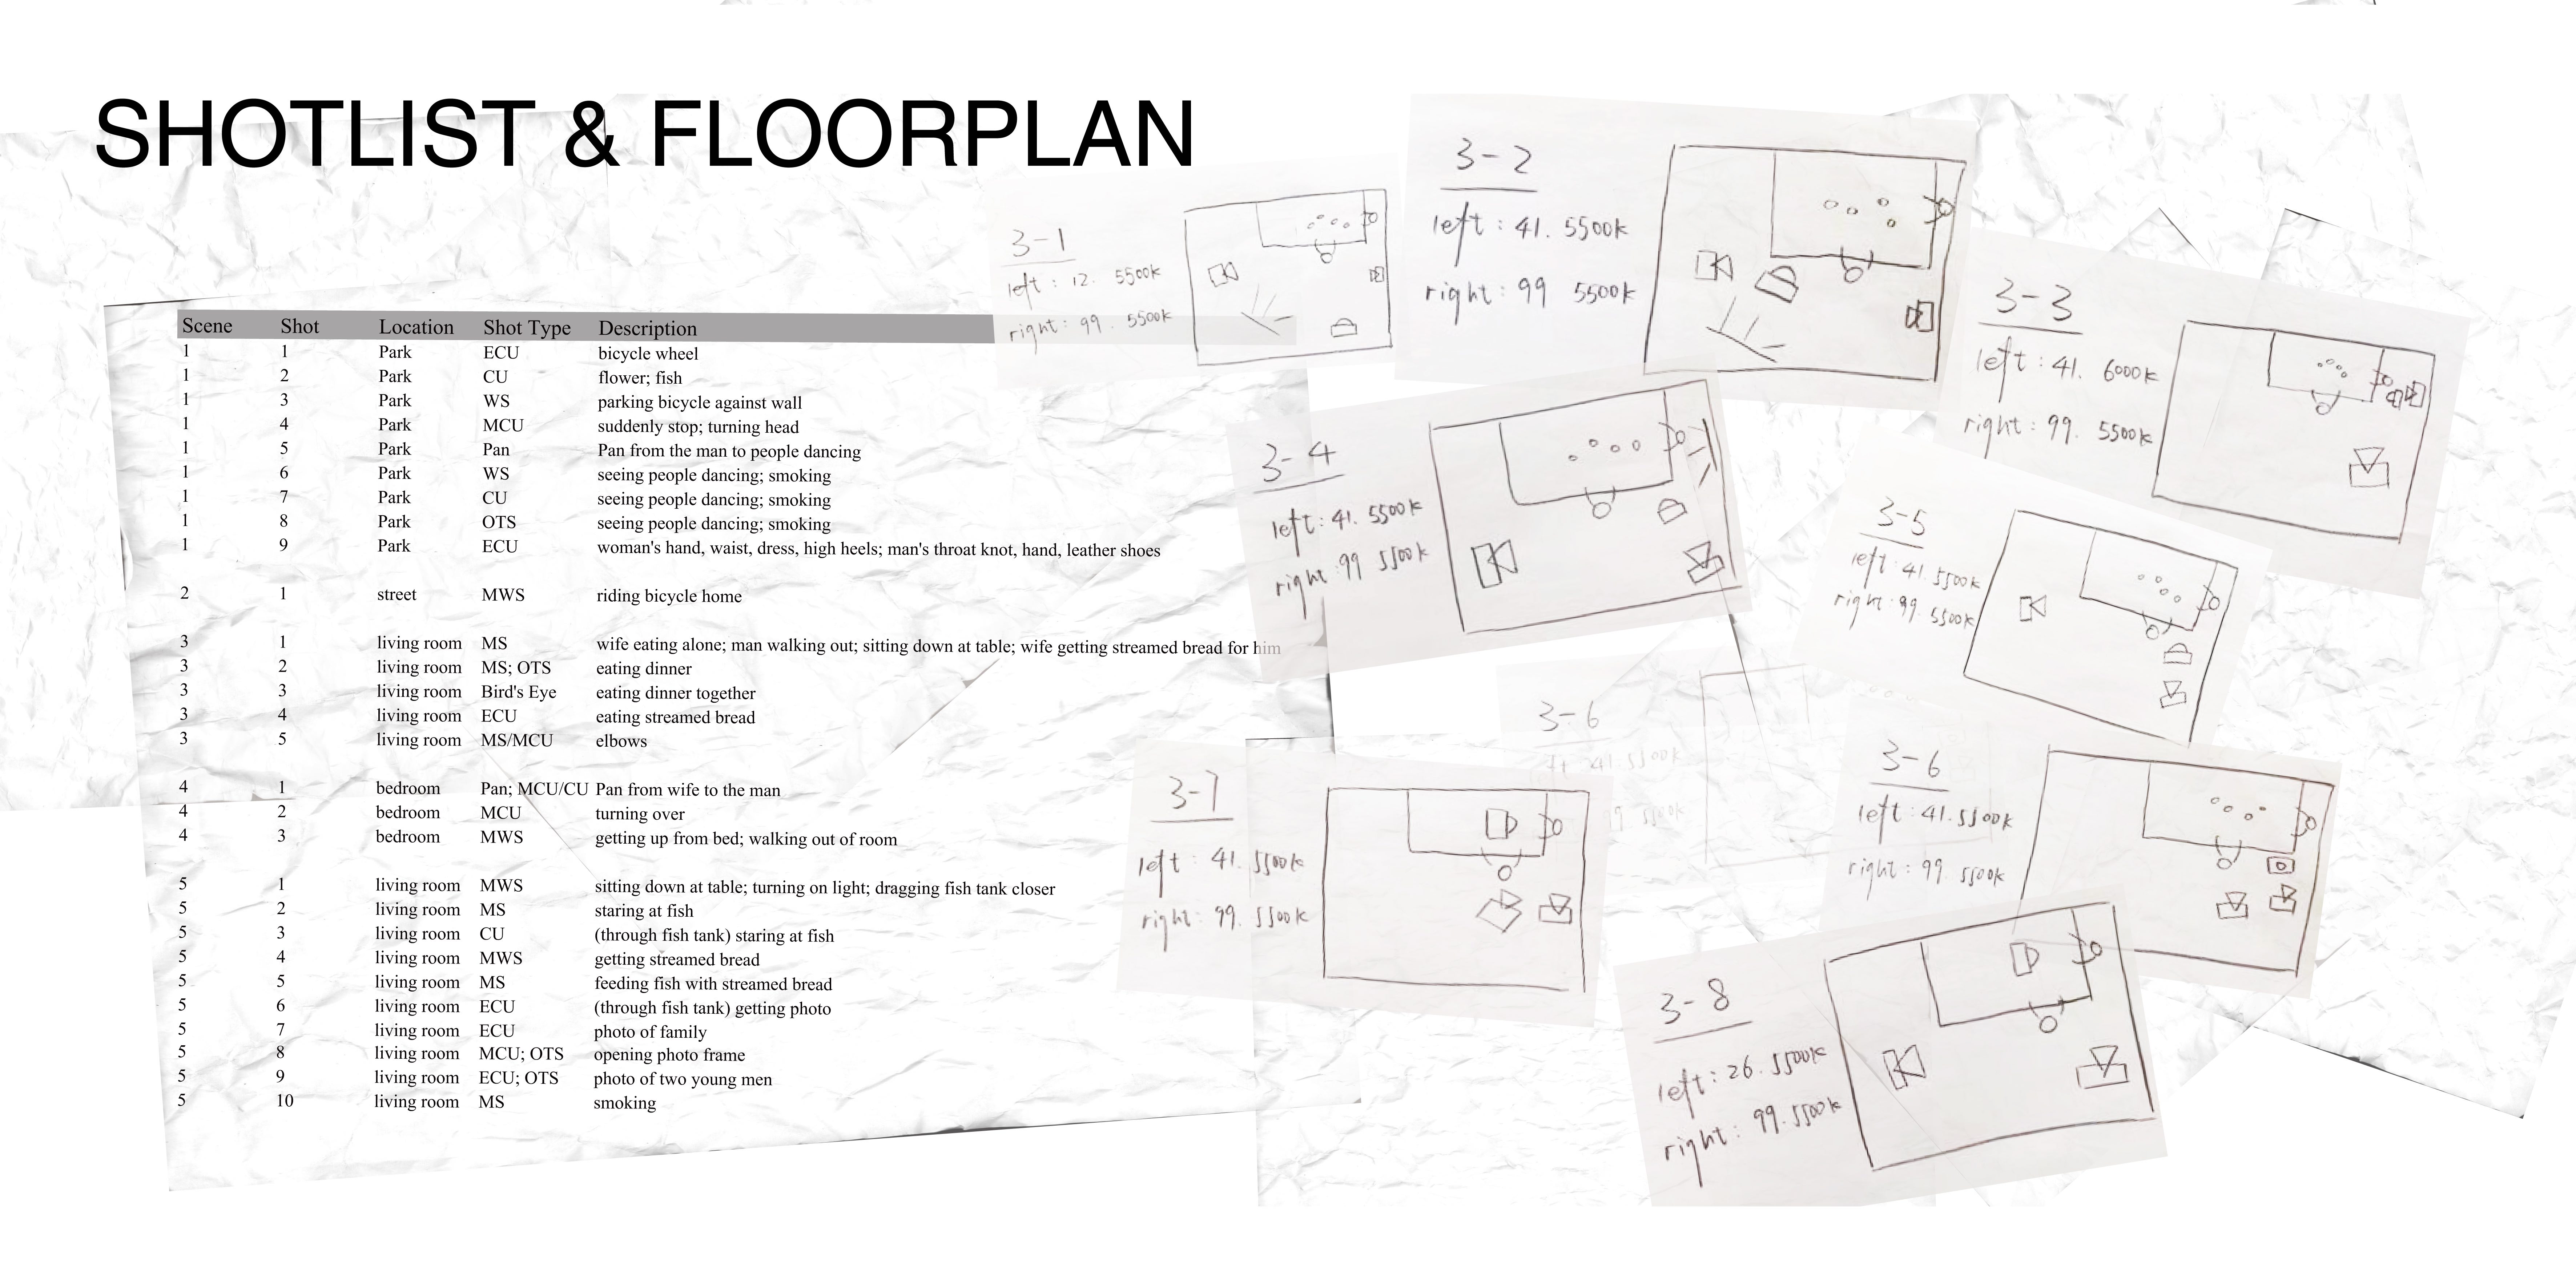 SHOTLIST & FLOORPLAN
Scene Shot Location Shot Type Description
1 1 Park ECU bicycle wheel
1 2 Park CU flower; fish
1 3 Park WS parking bicycle against wall
1 4 Park MCU suddenly stop; turning head
1 5 Park Pan Pan from the man to people dancing
1 6 Park WS seeing people dancing; smoking
1 7 Park CU seeing people dancing; smoking
1 8 Park OTS seeing people dancing; smoking
1 9 Park ECU woman's hand, waist, dress, high heels; man's throat knot, hand, leather shoes
2 1 street MWS riding bicycle home
3 1 living room MS wife eating alone; man walking out; sitting down at table; wife getting streamed bread for him
3 2 living room MS; OTS eating dinner
3 3 living room Bird's Eye eating dinner together
3 4 living room ECU eating streamed bread
3 5 living room MS/MCU elbows
4 1 bedroom Pan; MCU/CU Pan from wife to the man
4 2 bedroom MCU turning over
4 3 bedroom MWS getting up from bed; walking out of room
5 1 living room MWS sitting down at table; turning on light; dragging fish tank closer
5 2 living room MS staring at fish
5 3 living room CU (through fish tank) staring at fish
5 4 living room MWS getting streamed bread
5 5 living room MS feeding fish with streamed bread
5 6 living room ECU (through fish tank) getting photo
5 7 living room ECU photo of family
5 8 living room MCU; OTS opening photo frame
5 9 living room ECU; OTS photo of two young men
5 10 living room MS smoking
3-1
left: 12. 5500k
right: 99. 5500k
3-2
left: 41. 5500k
right: 99 5500k
3-3
left: 41. 6000k
right: 99. 5500k
3-4
left: 41. 5500k
right: 99 5500k
3-5
left: 41 5500k
right: 99. 5500k
3-6
41 5500k
5500k
3-6
left: 41. 5500k
right: 99. 5500k
3-7
left: 41. 5500k
right: 99. 5500k
3-8
left: 26. 5500k
right: 99. 5500k